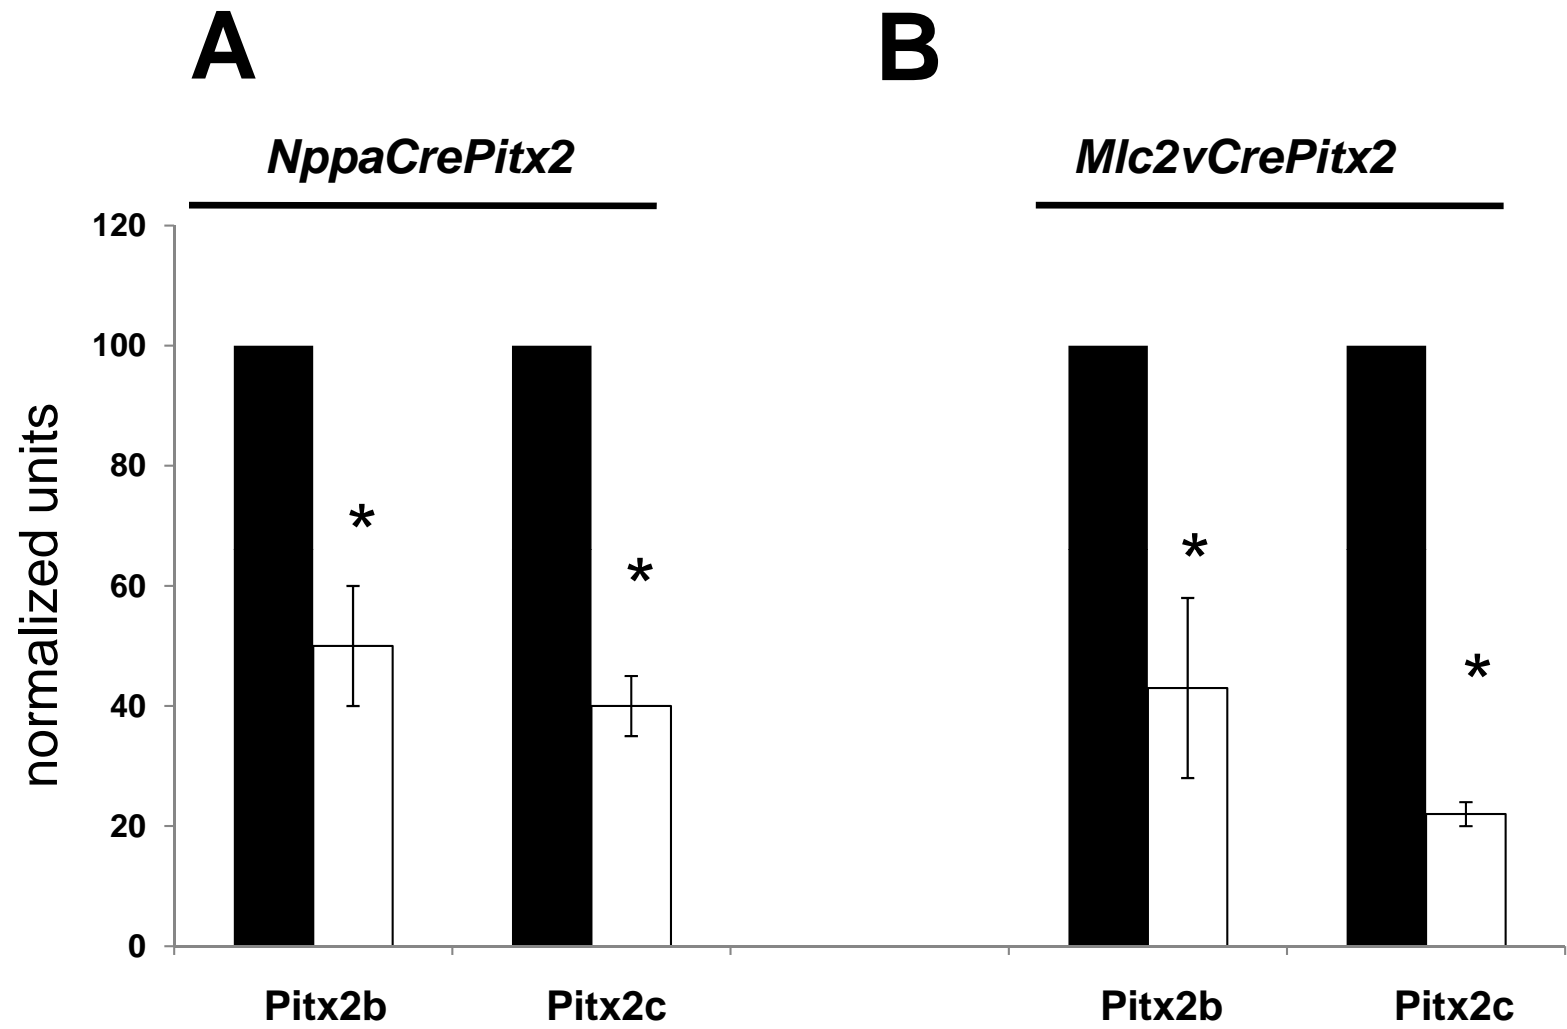 A
B
NppaCrePitx2
Mlc2vCrePitx2
normalized units
120
100
80
60
40
20
0
*
*
*
*
Pitx2b
Pitx2c
Pitx2b
Pitx2c